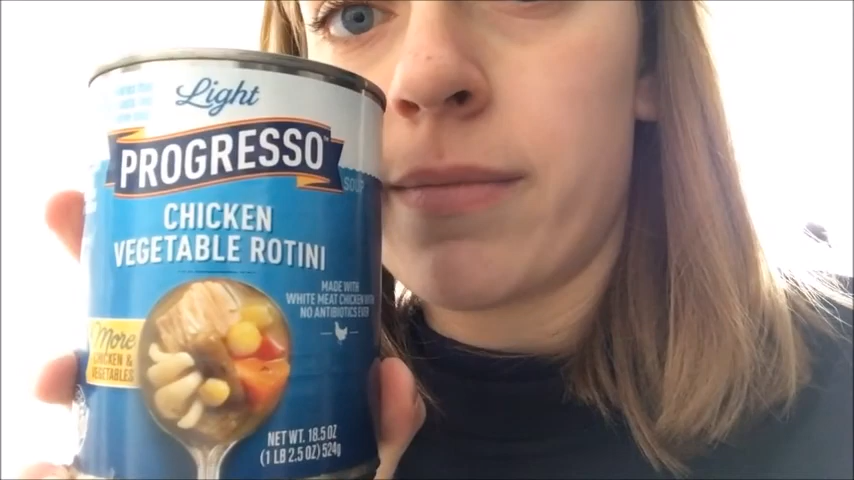 Light
PROGRESSO™
SOUP
CHICKEN
VEGETABLE ROTINI
MADE WITH
WHITE MEAT CHICKEN WITH
NO ANTIBIOTICS EVER
More
CHICKEN &
VEGETABLES
NET WT. 18.5 OZ
(1 LB 2.5 OZ) 524g